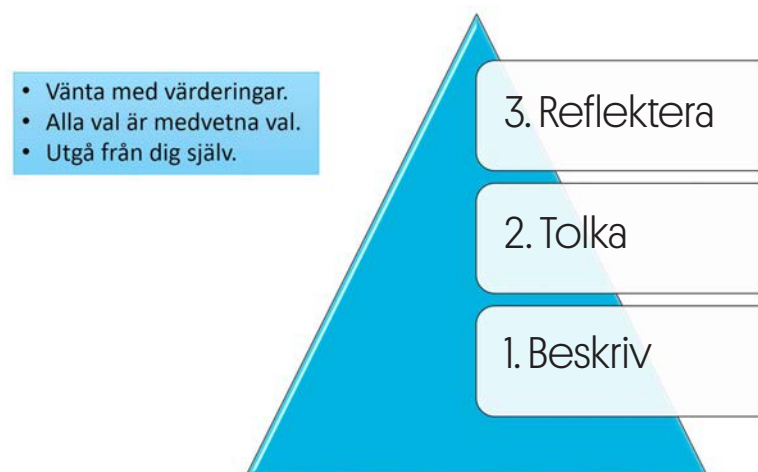 • Vänta med värderingar.
• Alla val är medvetna val.
• Utgå från dig själv.
3. Reflektera
2. Tolka
1. Beskriv